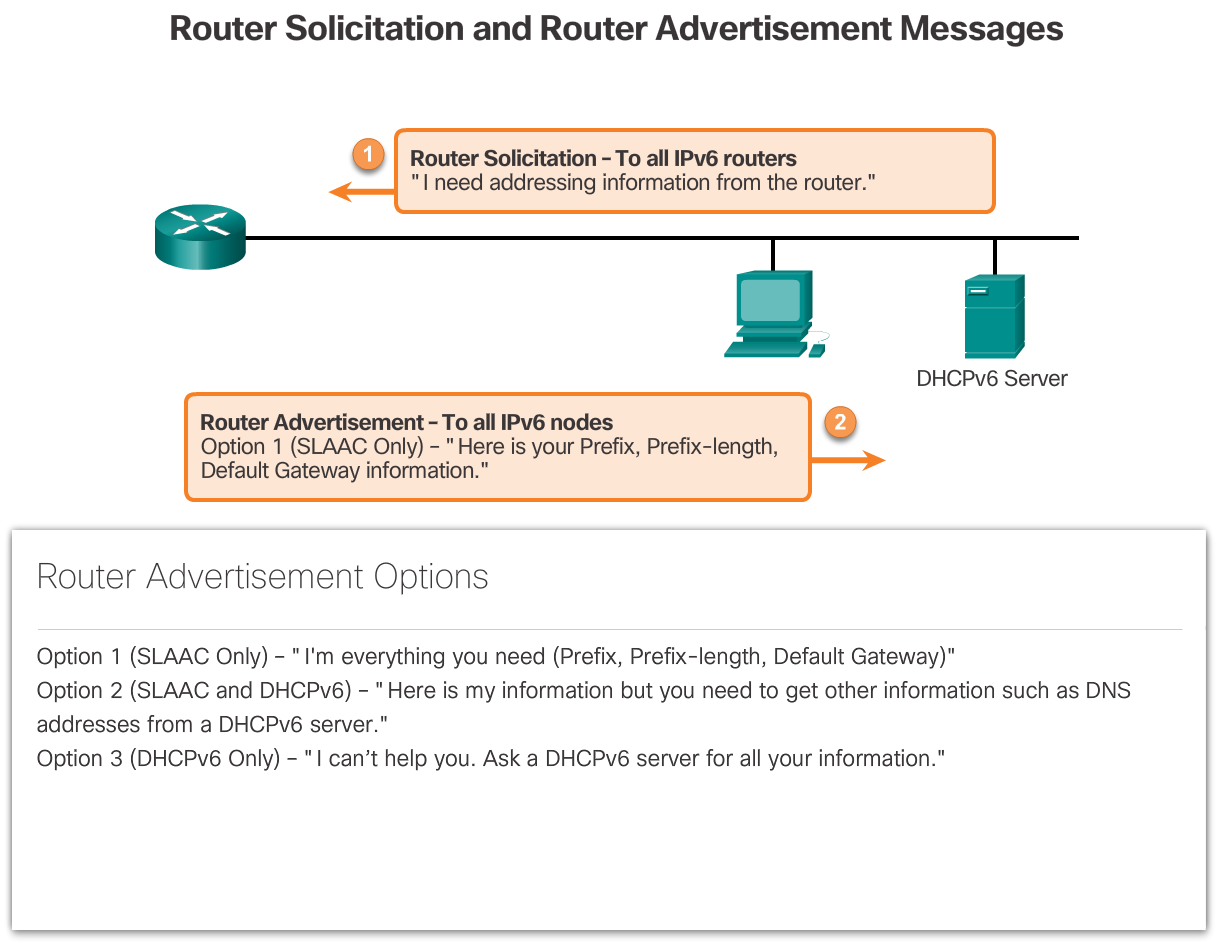 Router Solicitation and Router Advertisement Messages
1
Router Solicitation - To all IPv6 routers
"I need addressing information from the router."
DHCPv6 Server
Router Advertisement - To all IPv6 nodes
Option 1 (SLAAC Only) - "Here is your Prefix, Prefix-length,
Default Gateway information."
2
Router Advertisement Options
Option 1 (SLAAC Only) - "I'm everything you need (Prefix, Prefix-length, Default Gateway)"
Option 2 (SLAAC and DHCPv6) - "Here is my information but you need to get other information such as DNS
addresses from a DHCPv6 server."
Option 3 (DHCPv6 Only) - "I can’t help you. Ask a DHCPv6 server for all your information."